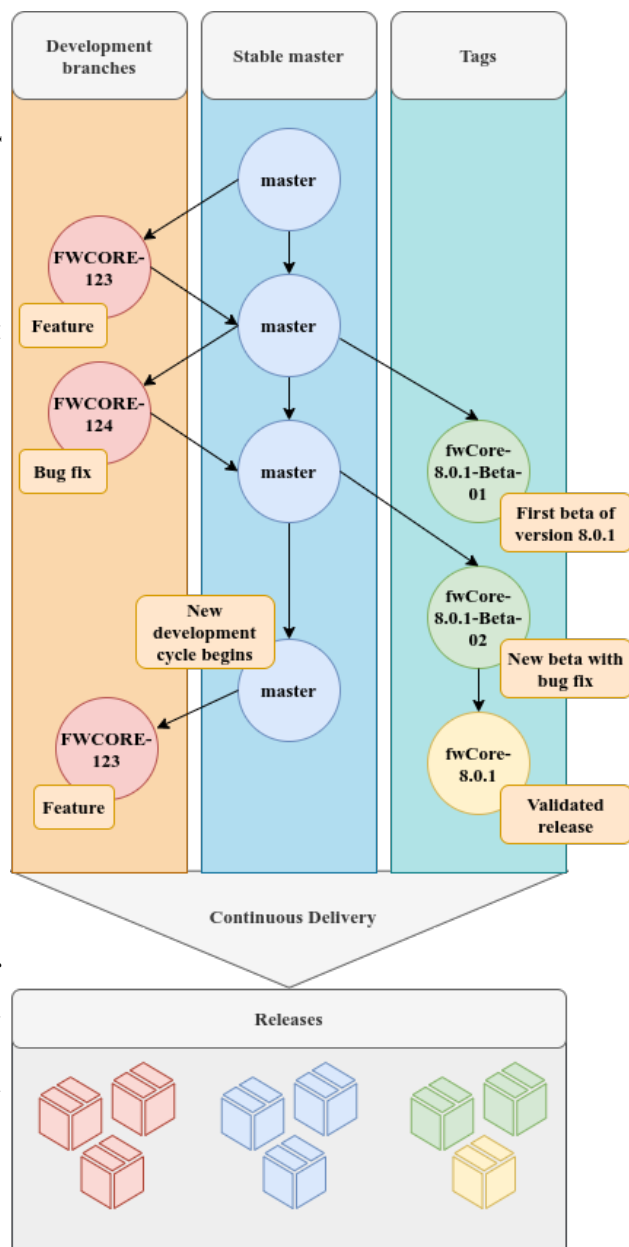 Development
branches
Stable master
Tags
master
FWCORE-
123
Feature
master
FWCORE-
124
Bug fix
master
fwCore-
8.0.1-Beta-
01
First beta of
version 8.0.1
fwCore-
8.0.1-Beta-
02
New beta with
bug fix
New
development
cycle begins
master
FWCORE-
123
Feature
fwCore-
8.0.1
Validated
release
Continuous Delivery
Releases